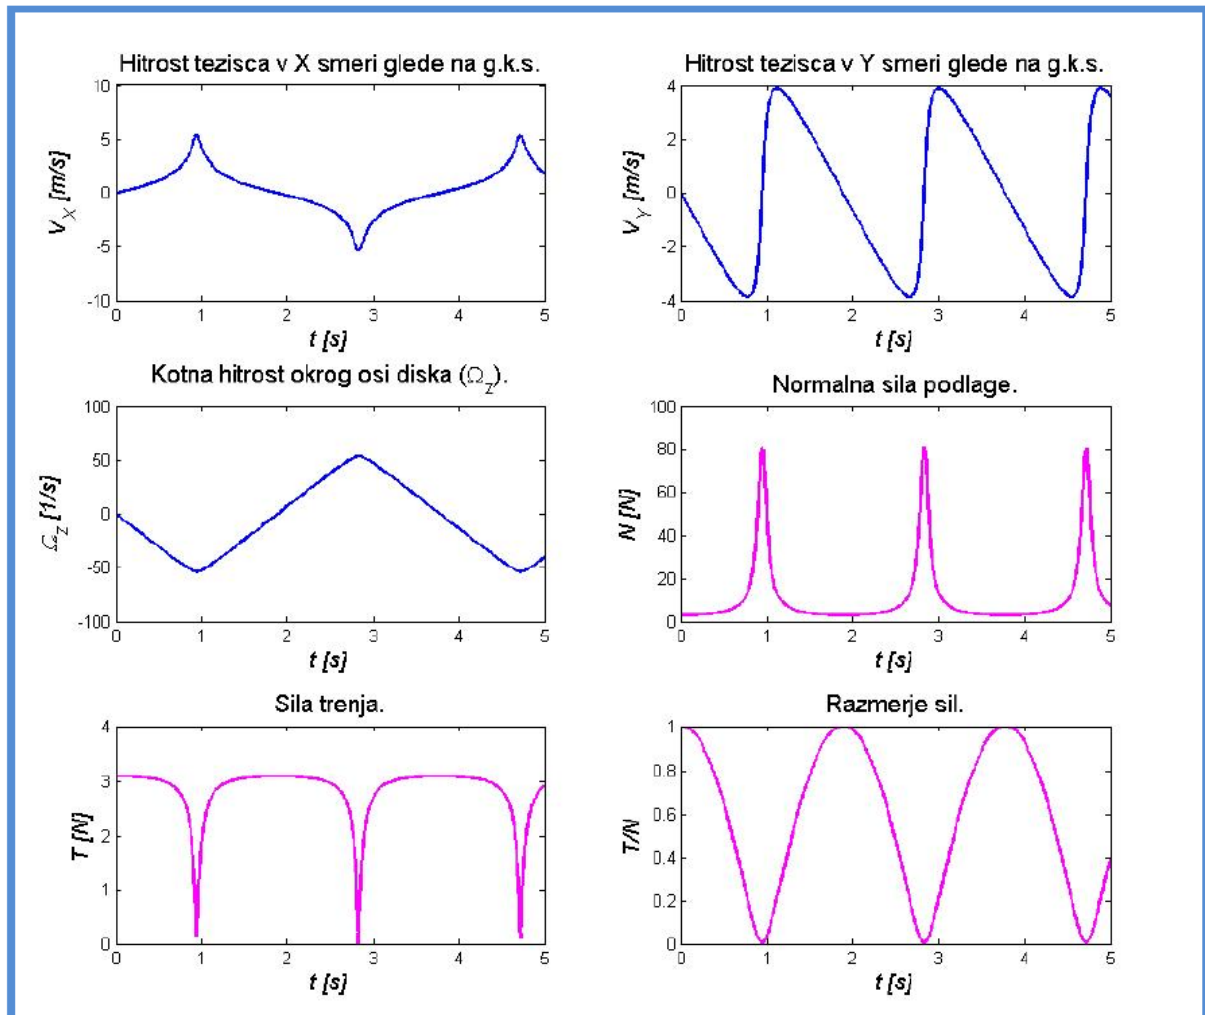 Hitrost tezisca v X smeri glede na g.k.s.
10
5
0
-5
-10
V_X [m/s]
0 1 2 3 4 5
t [s]
Hitrost tezisca v Y smeri glede na g.k.s.
4
2
0
-2
-4
V_Y [m/s]
0 1 2 3 4 5
t [s]
Kotna hitrost okrog osi diska (Ω_Z).
100
50
0
-50
-100
Ω_Z [1/s]
0 1 2 3 4 5
t [s]
Normalna sila podlage.
100
80
60
40
20
0
N [N]
0 1 2 3 4 5
t [s]
Sila trenja.
4
3
2
1
0
T [N]
0 1 2 3 4 5
t [s]
Razmerje sil.
1
0.8
0.6
0.4
0.2
0
T/N
0 1 2 3 4 5
t [s]